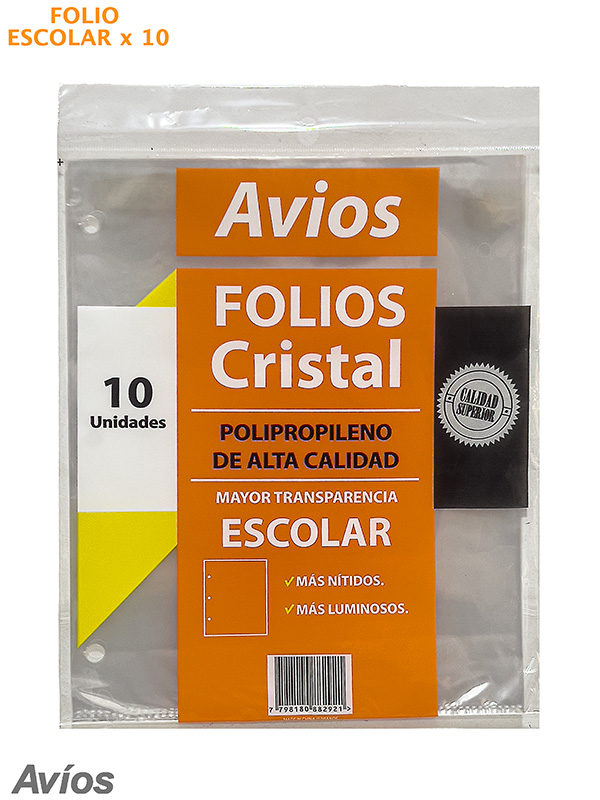 FOLIO
ESCOLAR x 10
Avios
FOLIOS
Cristal
10
Unidades
CALIDAD
SUPERIOR
POLIPROPILENO
DE ALTA CALIDAD
MAYOR TRANSPARENCIA
ESCOLAR
✓ MÁS NÍTIDOS.
✓ MÁS LUMINOSOS.
7 798180 882921 >
Avíos